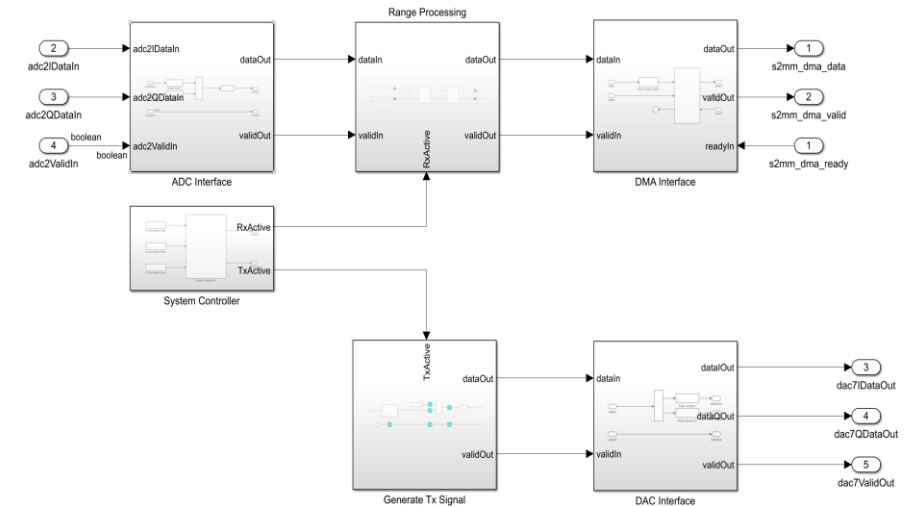 Range Processing
2
adc2IDataIn
adc2IDataIn
dataOut
dataIn
dataOut
dataIn
dataOut
1
s2mm_dma_data
3
adc2QDataIn
adc2QDataIn
validOut
2
s2mm_dma_valid
4
adc2ValidIn
boolean
boolean
adc2ValidIn
validOut
validIn
RxActive
validOut
validIn
readyIn
1
s2mm_dma_ready
ADC Interface
DMA Interface
RxActive
TxActive
System Controller
TxActive
dataOut
validOut
Generate Tx Signal
dataIn
validIn
dataIOut
dataQOut
validOut
DAC Interface
3
dac7IDataOut
4
dac7QDataOut
5
dac7ValidOut